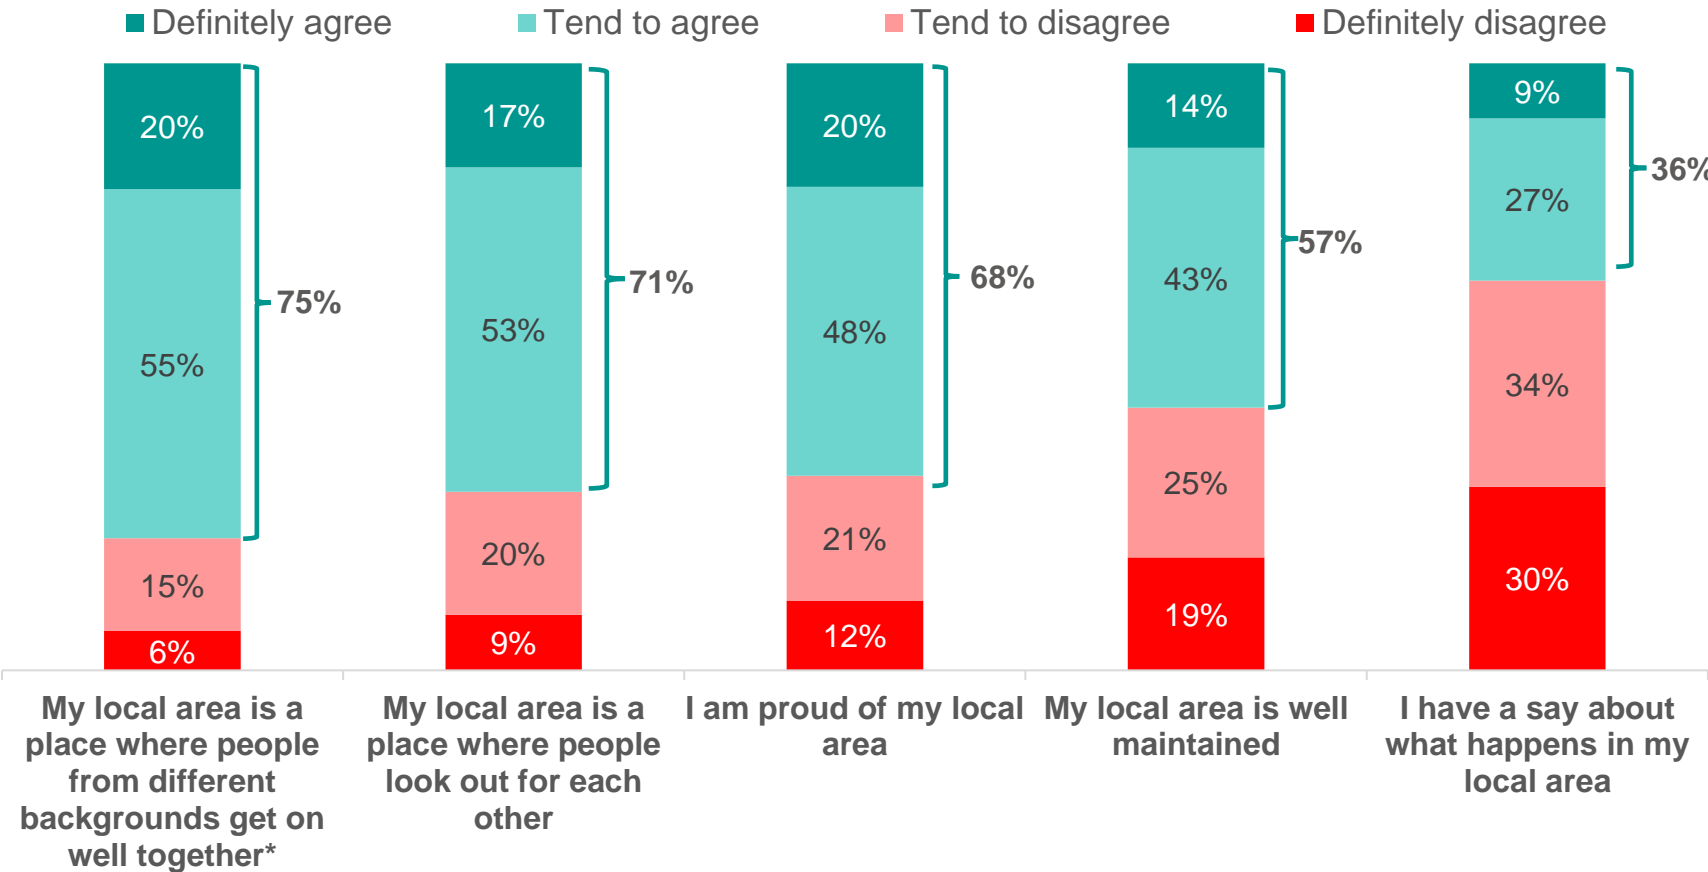 Definitely agree Tend to agree Tend to disagree Definitely disagree
20%
55%
15%
6%
75%
17%
53%
20%
9%
71%
20%
48%
21%
12%
68%
14%
43%
25%
19%
57%
9%
27%
34%
30%
36%
My local area is a
place where people
from different
backgrounds get on
well together*
My local area is a
place where people
look out for each
other
I am proud of my local
area
My local area is well
maintained
I have a say about
what happens in my
local area